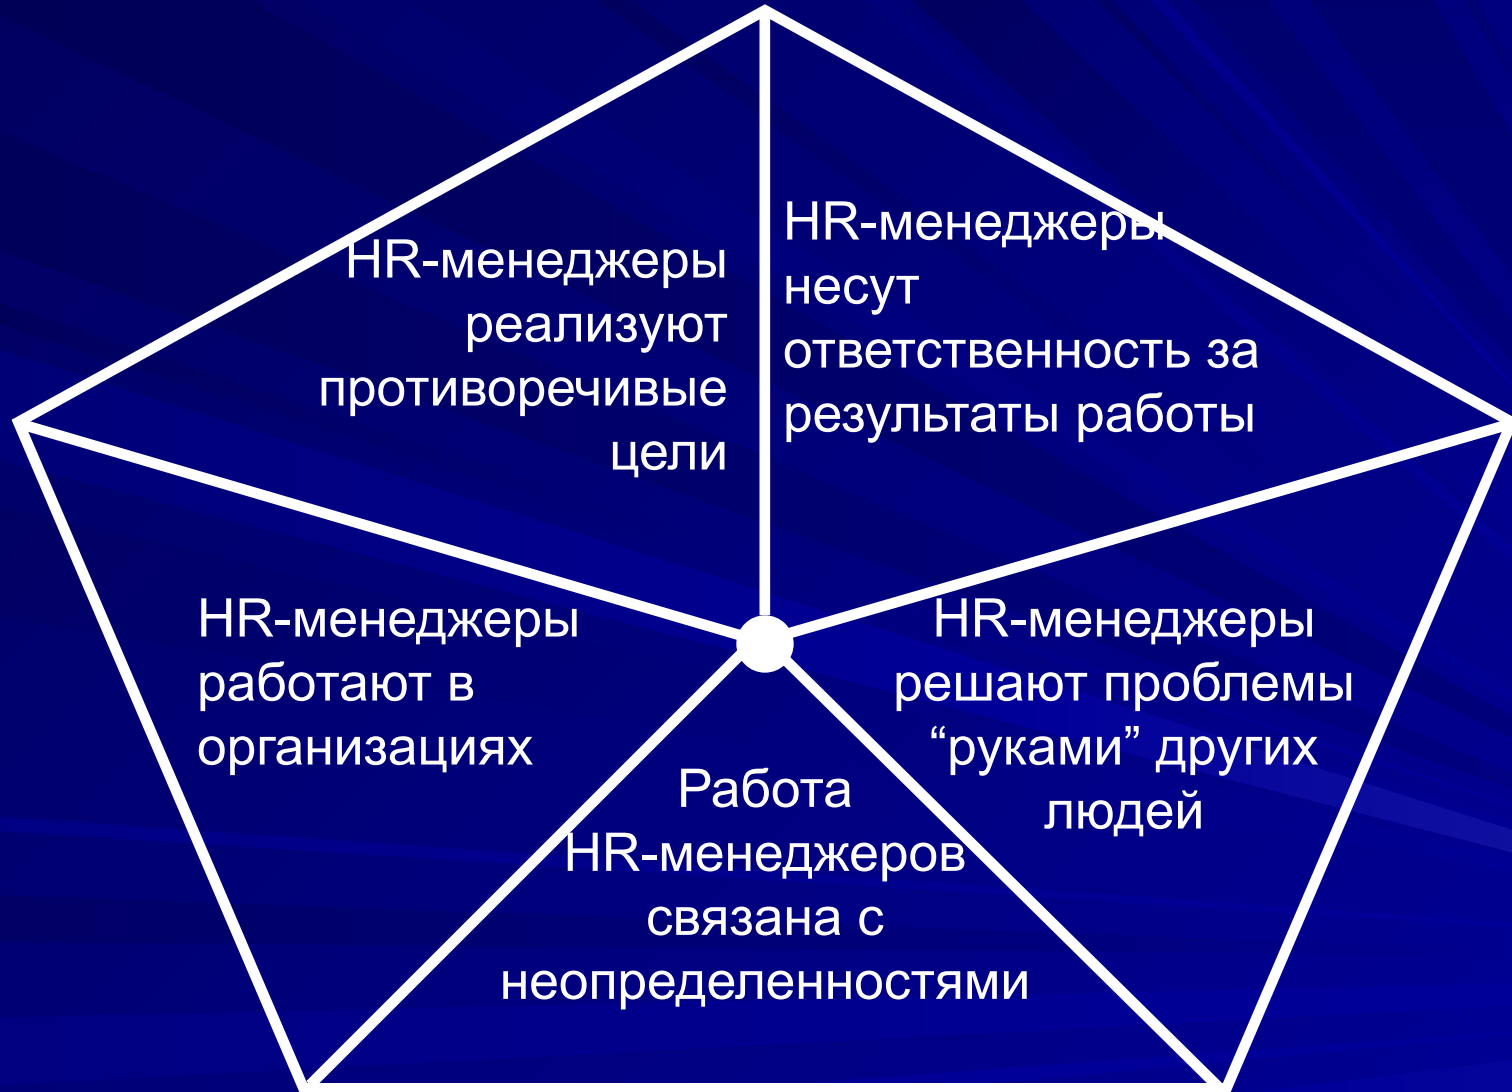 HR-менеджеры
реализуют
противоречивые
цели
HR-менеджеры
несут
ответственность за
результаты работы
HR-менеджеры
работают в
организациях
HR-менеджеры
решают проблемы
“руками” других
людей
Работа
HR-менеджеров
связана с
неопределенностями